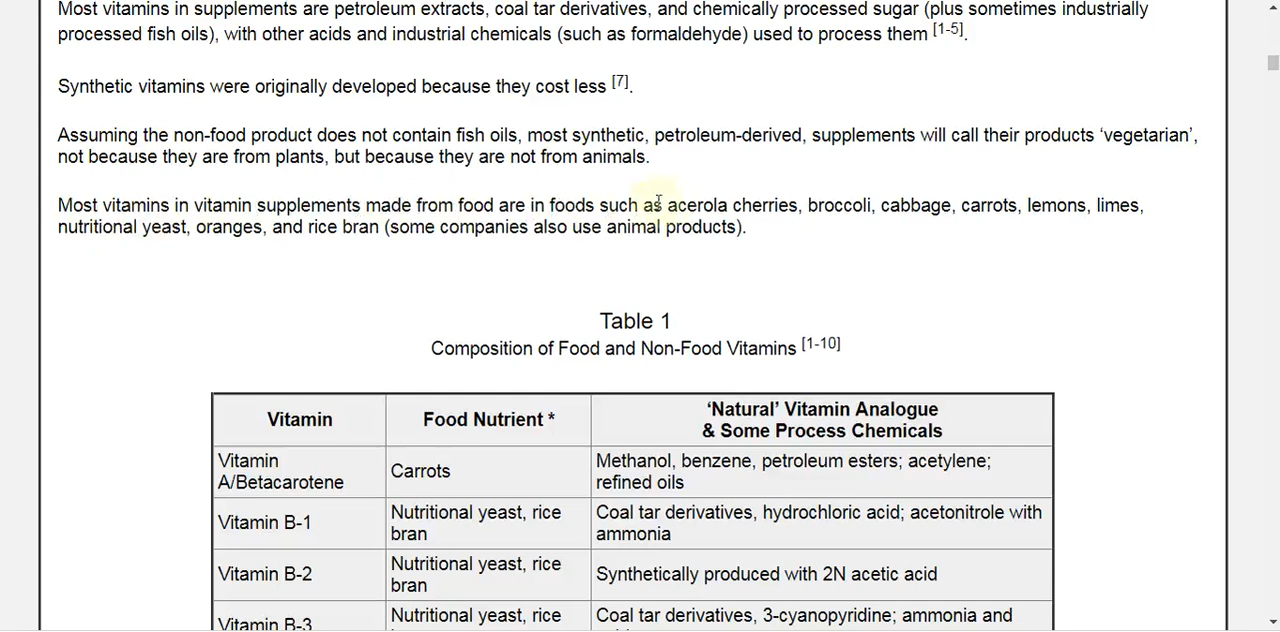 Most vitamins in supplements are petroleum extracts, coal tar derivatives, and chemically processed sugar (plus sometimes industrially
processed fish oils), with other acids and industrial chemicals (such as formaldehyde) used to process them [1-5].
Synthetic vitamins were originally developed because they cost less [7].
Assuming the non-food product does not contain fish oils, most synthetic, petroleum-derived, supplements will call their products ‘vegetarian’,
not because they are from plants, but because they are not from animals.
Most vitamins in vitamin supplements made from food are in foods such as acerola cherries, broccoli, cabbage, carrots, lemons, limes,
nutritional yeast, oranges, and rice bran (some companies also use animal products).
Table 1
Composition of Food and Non-Food Vitamins [1-10]
Vitamin
Food Nutrient *
‘Natural’ Vitamin Analogue
& Some Process Chemicals
Vitamin
A/Betacarotene
Carrots
Methanol, benzene, petroleum esters; acetylene;
refined oils
Vitamin B-1
Nutritional yeast, rice
bran
Coal tar derivatives, hydrochloric acid; acetonitrole with
ammonia
Vitamin B-2
Nutritional yeast, rice
bran
Synthetically produced with 2N acetic acid
Vitamin B-3
Nutritional yeast, rice
Coal tar derivatives, 3-cyanopyridine; ammonia and